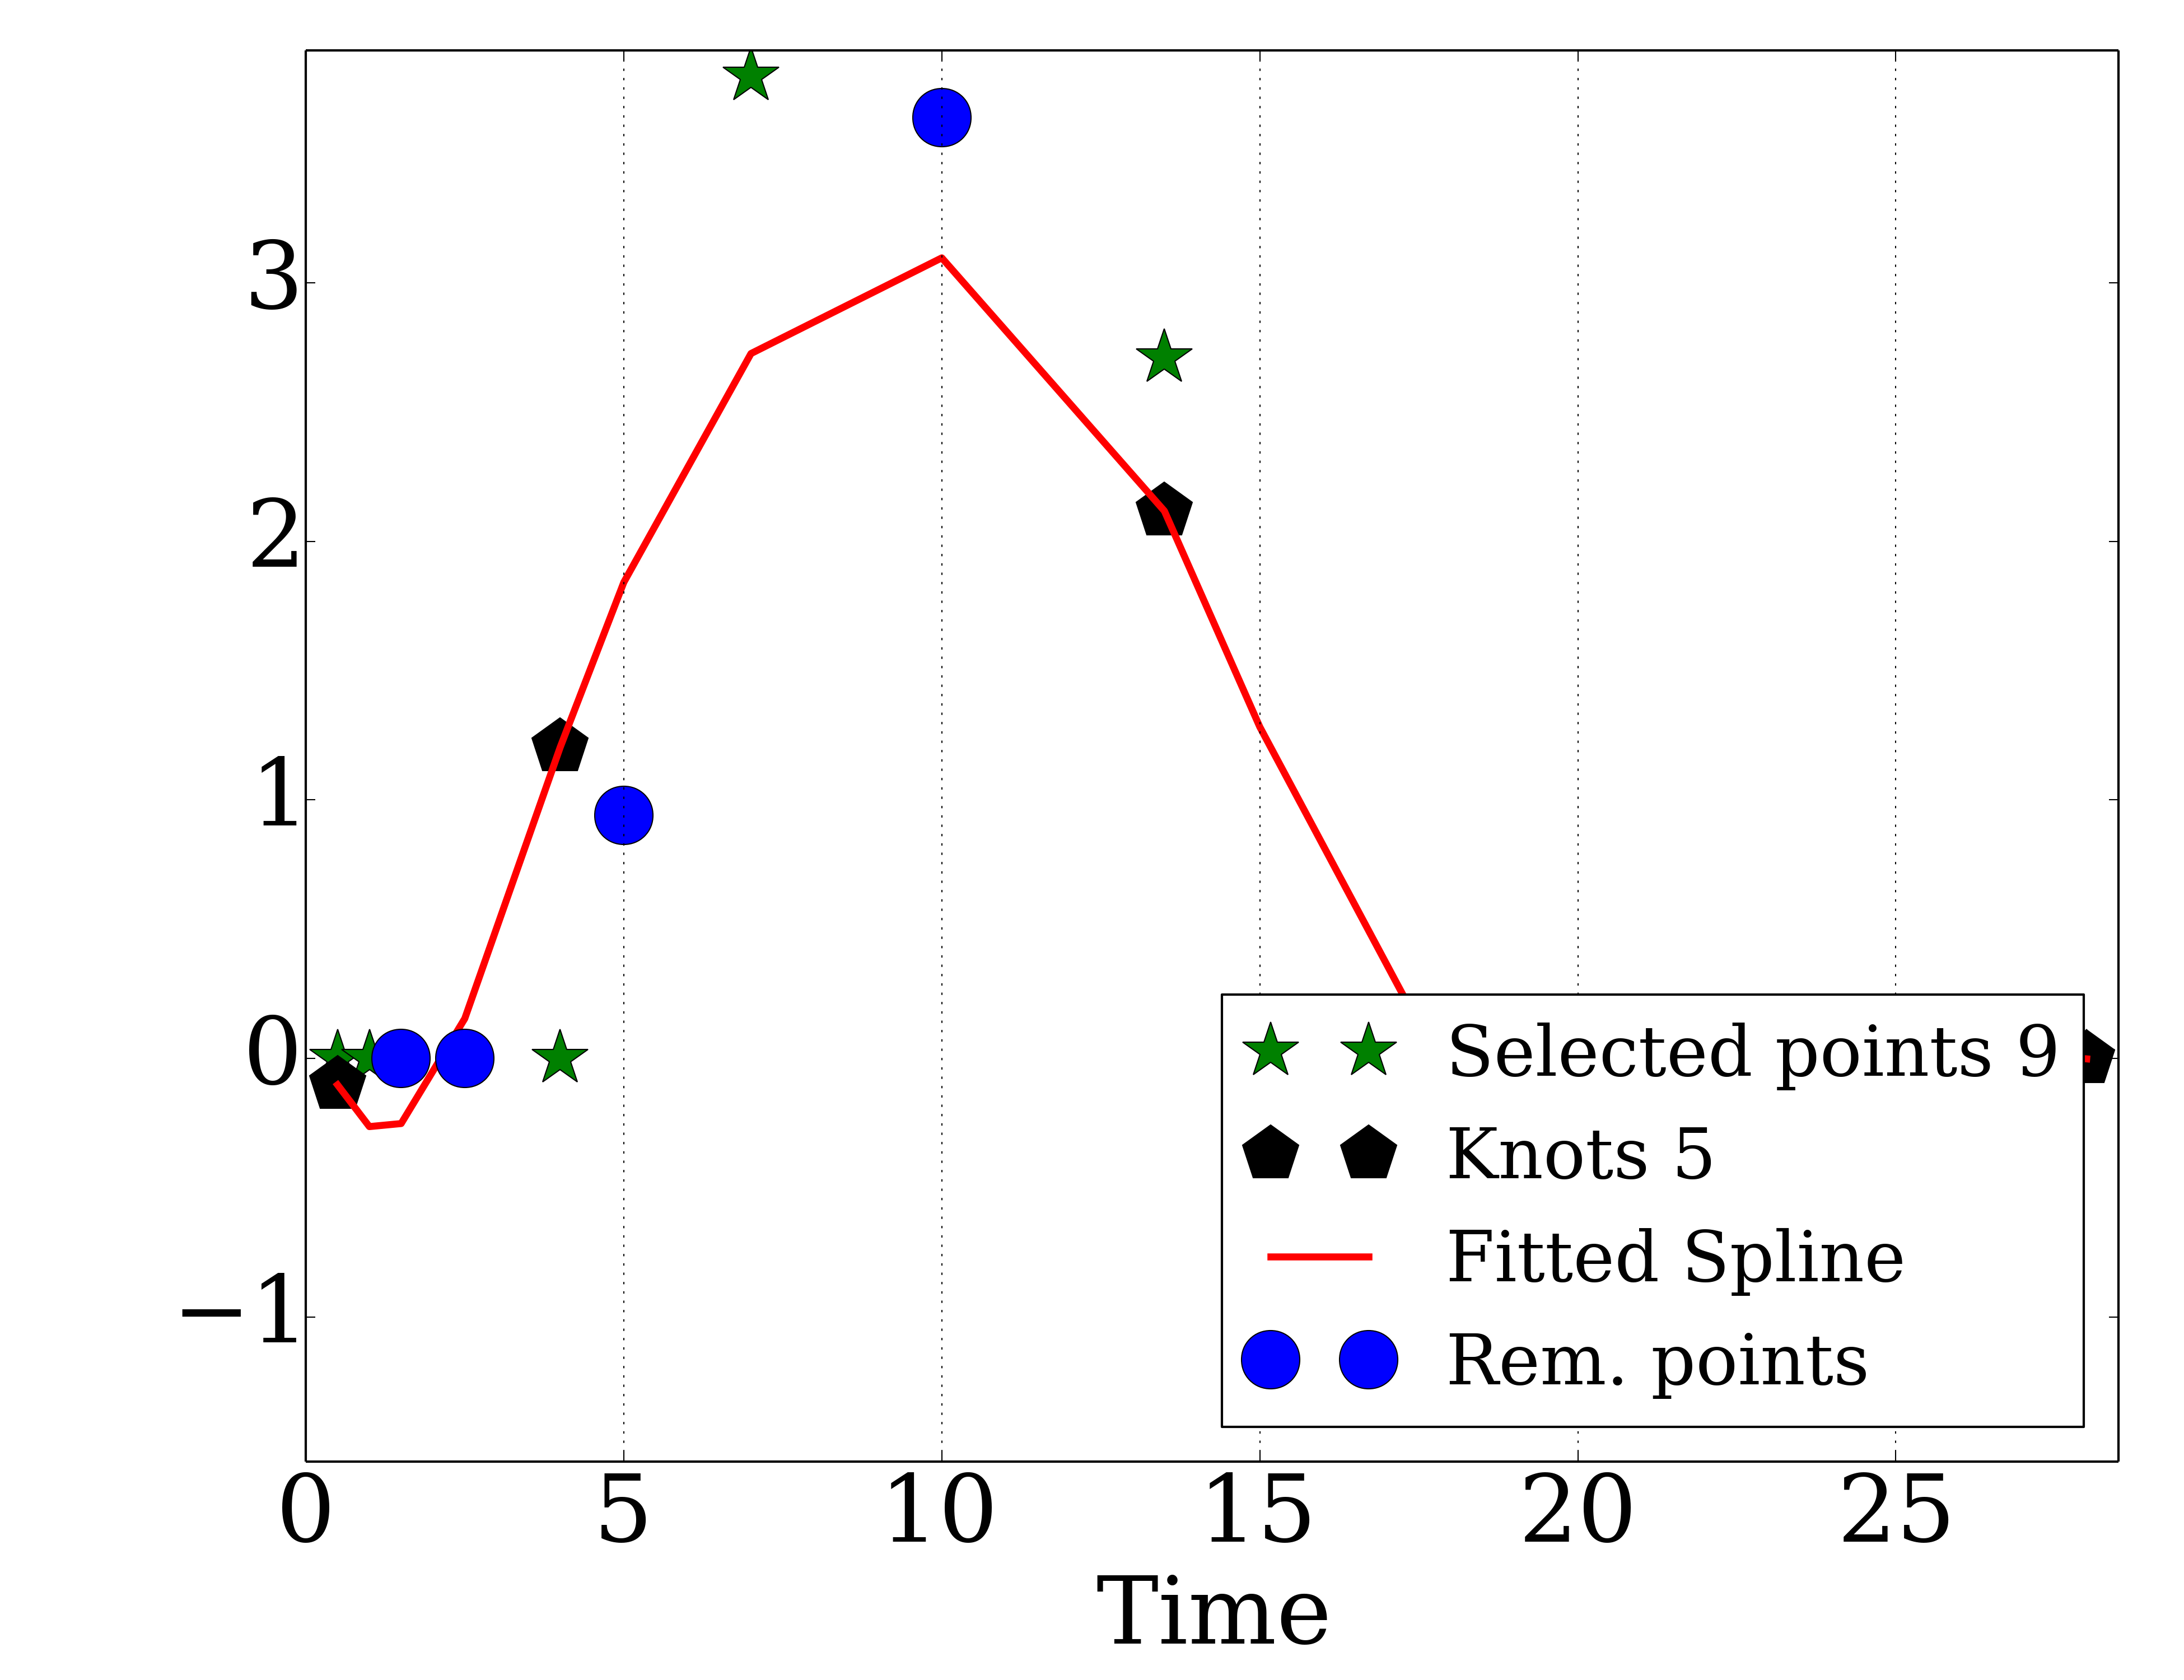 3
2
1
0
−1
Selected points 9
Knots 5
Fitted Spline
Rem. points
0 5 10 15 20 25
Time